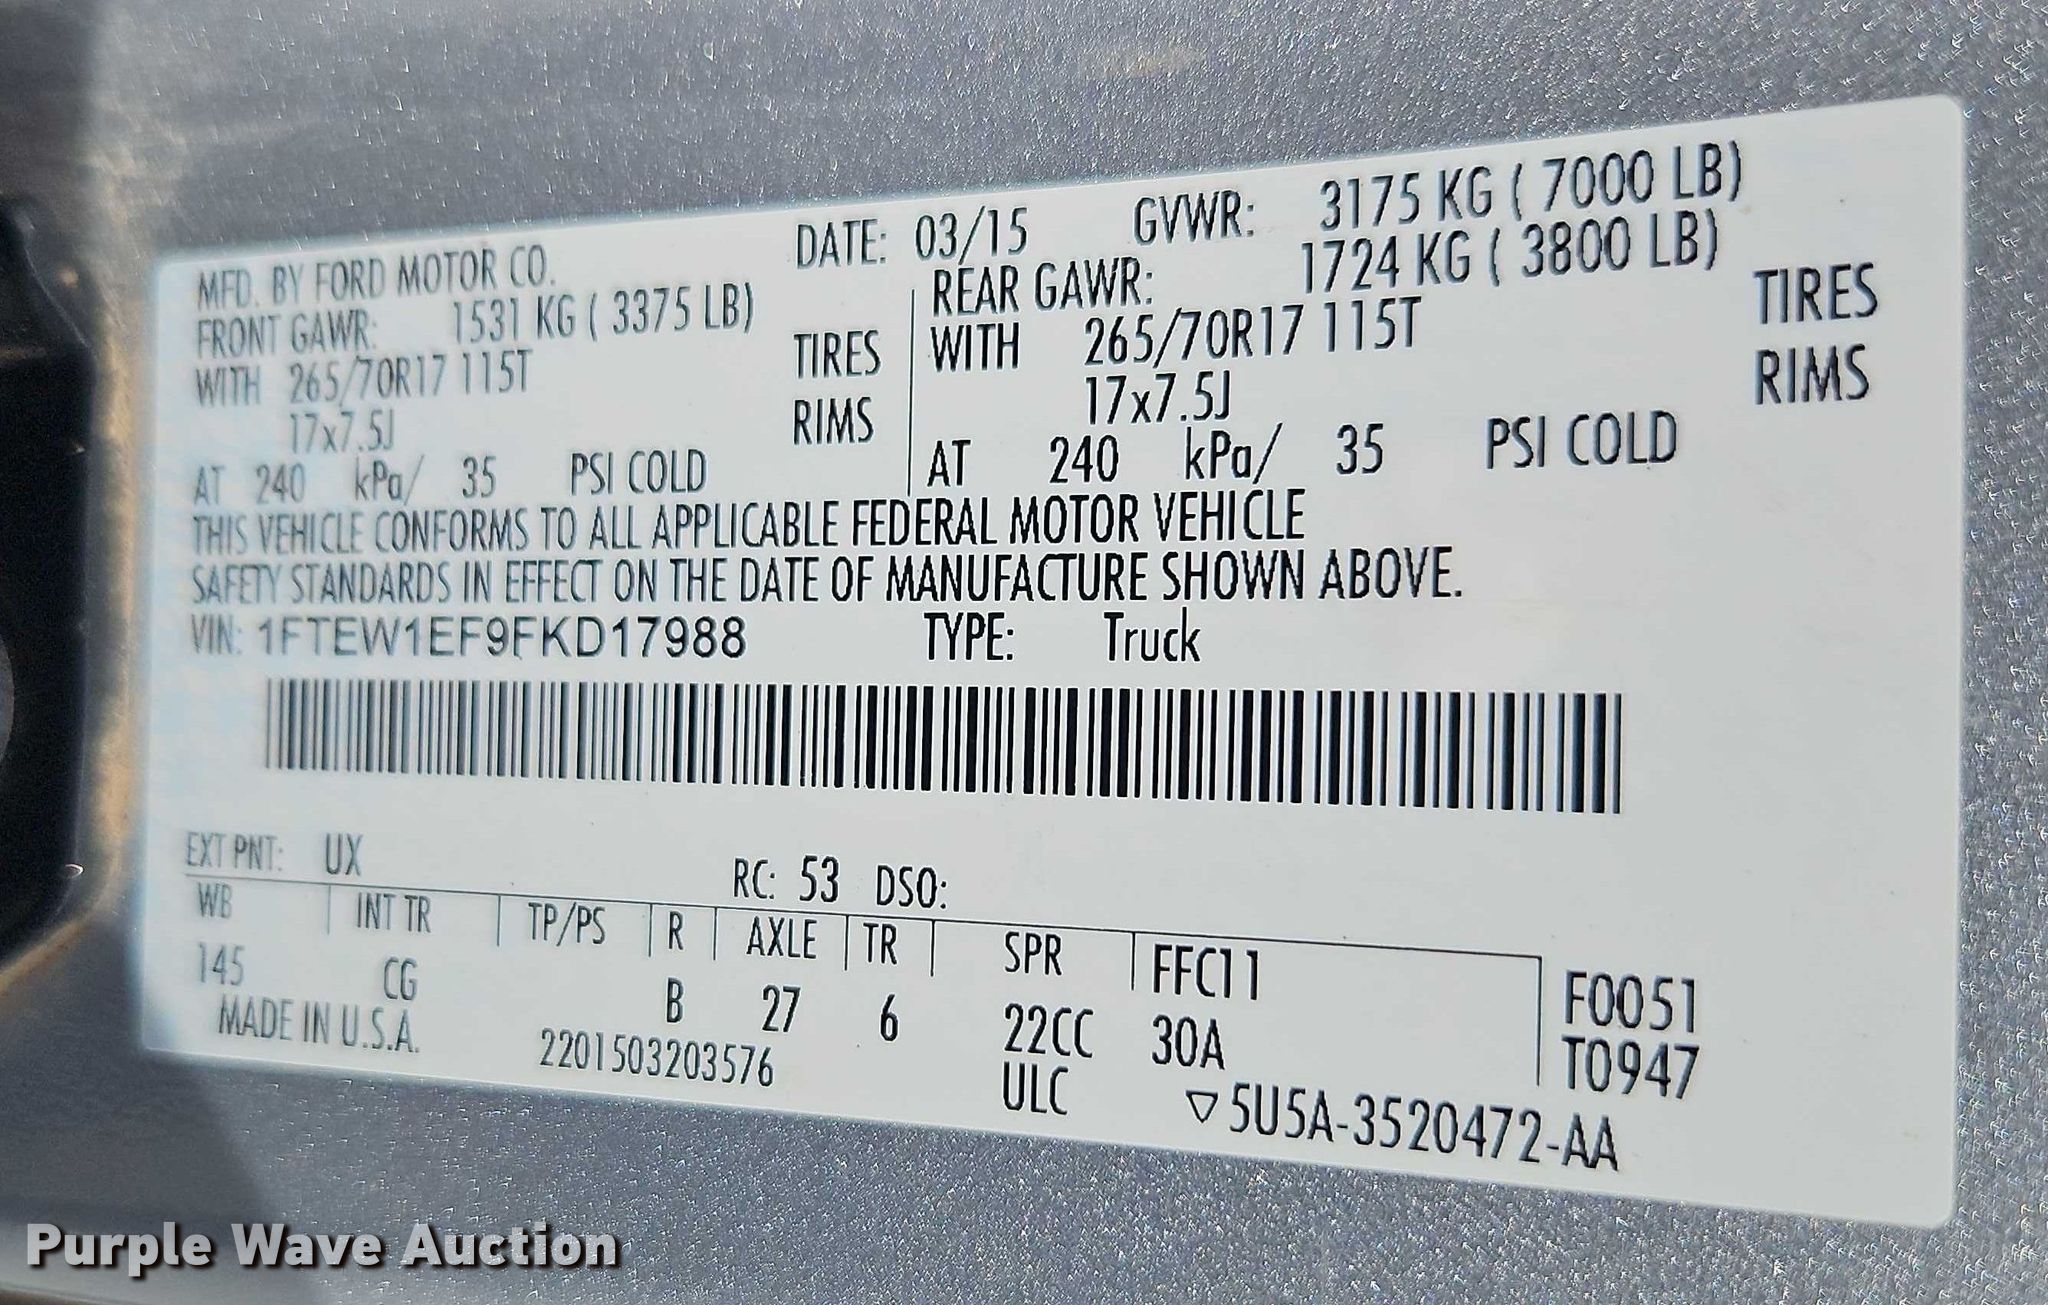 MFD. BY FORD MOTOR CO. DATE: 03/15 GVWR: 3175 KG ( 7000 LB)
FRONT GAWR: 1531 KG ( 3375 LB) REAR GAWR: 1724 KG ( 3800 LB)
WITH 265/70R17 115T TIRES WITH 265/70R17 115T TIRES
17x7.5J RIMS 17x7.5J RIMS
AT 240 kPa/ 35 PSI COLD AT 240 kPa/ 35 PSI COLD
THIS VEHICLE CONFORMS TO ALL APPLICABLE FEDERAL MOTOR VEHICLE
SAFETY STANDARDS IN EFFECT ON THE DATE OF MANUFACTURE SHOWN ABOVE.
VIN: 1FTEW1EF9FKD17988 TYPE: Truck
EXT PNT: UX RC: 53 DSO:
WB INT TR TP/PS R AXLE TR SPR FFC11 F0051
145 CG B 27 6 22CC 30A T0947
MADE IN U.S.A. 2201503203576 ULC ▽5U5A-3520472-AA
Purple Wave Auction